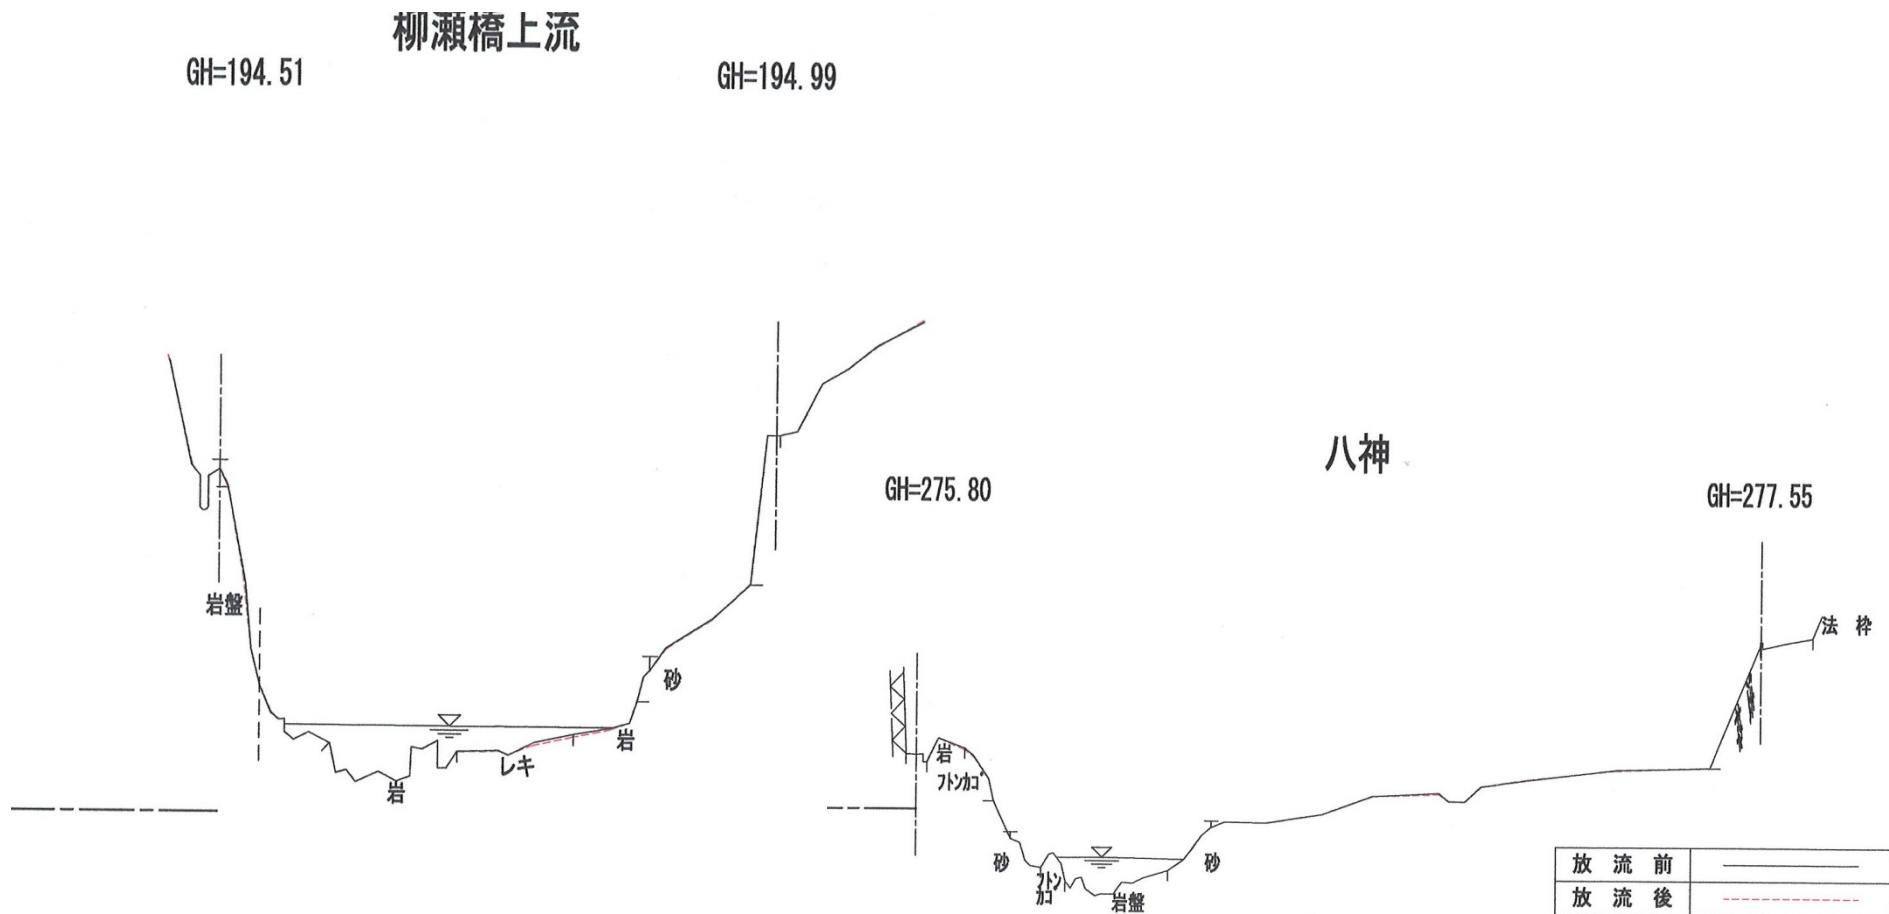 柳瀬橋上流
GH=194.51
GH=194.99
岩盤
砂
岩
レキ
岩
八神
GH=275.80
GH=277.55
法 枠
岩
フトンカゴ
砂
フトン
カゴ
岩盤
砂
放 流 前
放 流 後